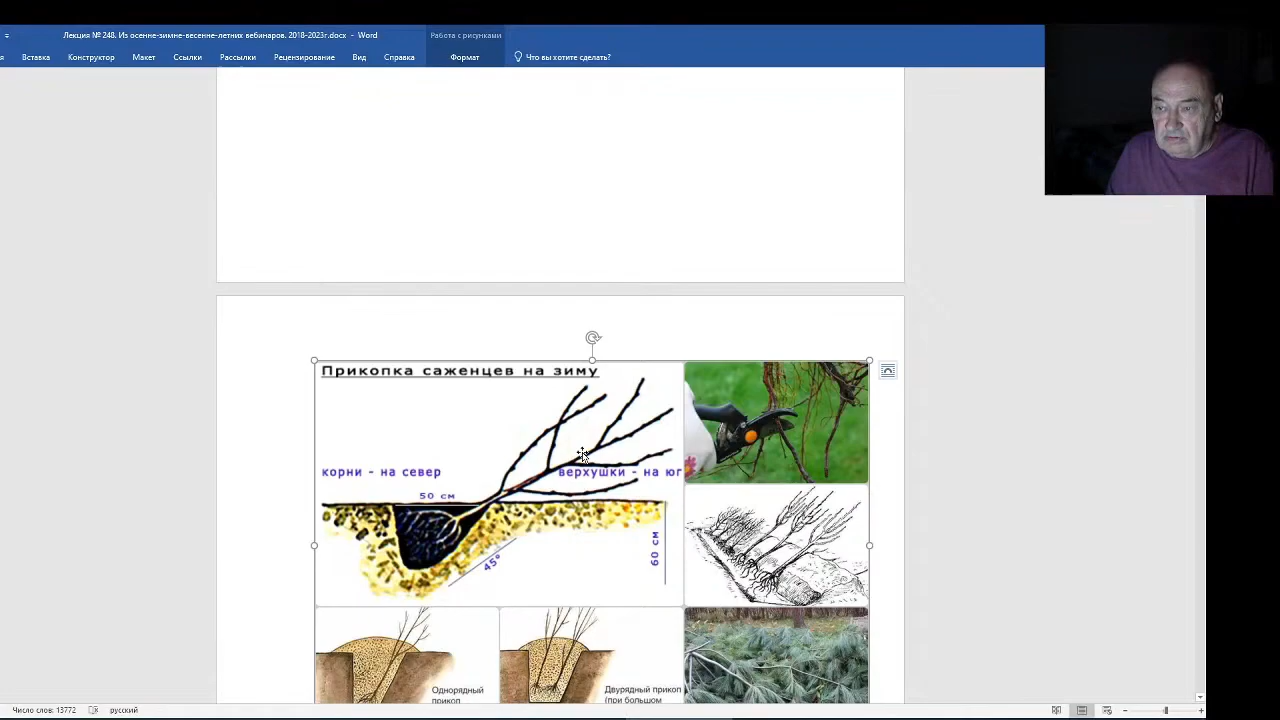 Лекция № 248. Из осенне-зимне-весенне-летних вебинаров. 2018-2023г.docx - Word
Работа с рисунками
я Вставка Конструктор Макет Ссылки Рассылки Рецензирование Вид Справка Формат Что вы хотите сделать?
Прикопка саженцев на зиму
корни - на север
верхушки - на юг
50 см
60 см
45°
Однорядный
прикоп
Двурядный прикоп
(при большом
Число слов: 13772 русский